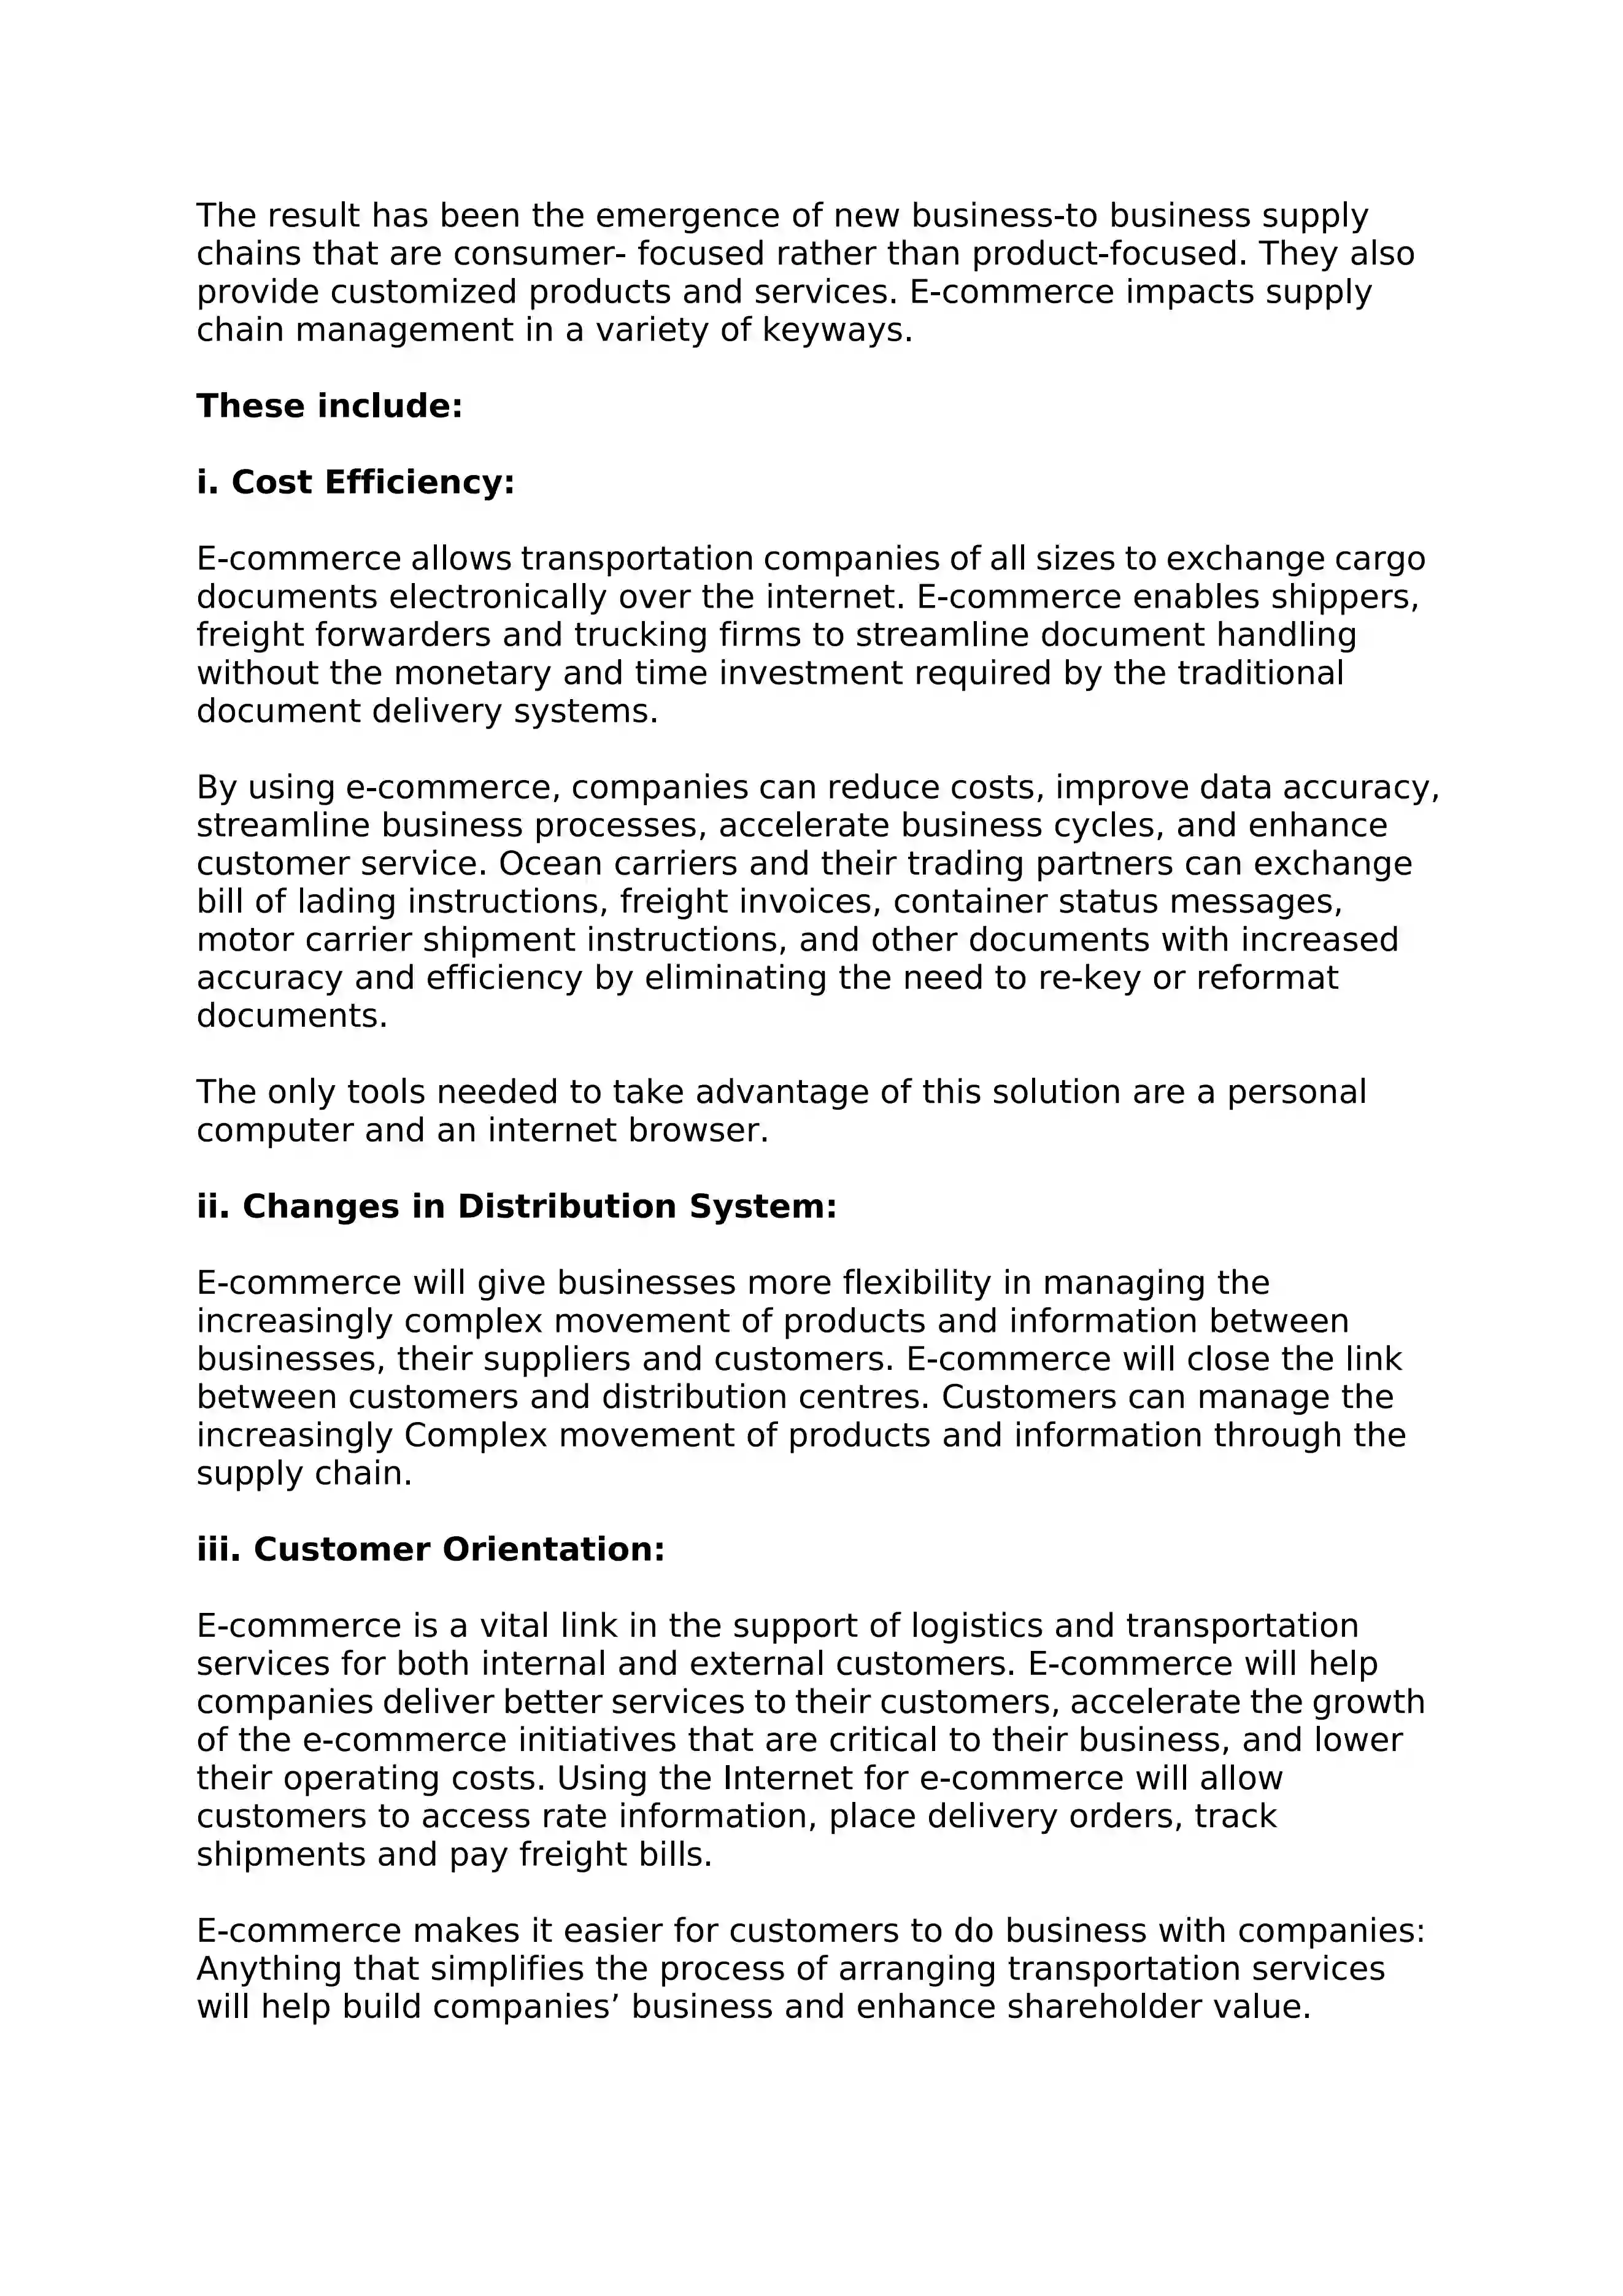 The result has been the emergence of new business-to business supply
chains that are consumer- focused rather than product-focused. They also
provide customized products and services. E-commerce impacts supply
chain management in a variety of keyways.
These include:
i. Cost Efficiency:
E-commerce allows transportation companies of all sizes to exchange cargo
documents electronically over the internet. E-commerce enables shippers,
freight forwarders and trucking firms to streamline document handling
without the monetary and time investment required by the traditional
document delivery systems.
By using e-commerce, companies can reduce costs, improve data accuracy,
streamline business processes, accelerate business cycles, and enhance
customer service. Ocean carriers and their trading partners can exchange
bill of lading instructions, freight invoices, container status messages,
motor carrier shipment instructions, and other documents with increased
accuracy and efficiency by eliminating the need to re-key or reformat
documents.
The only tools needed to take advantage of this solution are a personal
computer and an internet browser.
ii. Changes in Distribution System:
E-commerce will give businesses more flexibility in managing the
increasingly complex movement of products and information between
businesses, their suppliers and customers. E-commerce will close the link
between customers and distribution centres. Customers can manage the
increasingly Complex movement of products and information through the
supply chain.
iii. Customer Orientation:
E-commerce is a vital link in the support of logistics and transportation
services for both internal and external customers. E-commerce will help
companies deliver better services to their customers, accelerate the growth
of the e-commerce initiatives that are critical to their business, and lower
their operating costs. Using the Internet for e-commerce will allow
customers to access rate information, place delivery orders, track
shipments and pay freight bills.
E-commerce makes it easier for customers to do business with companies:
Anything that simplifies the process of arranging transportation services
will help build companies’ business and enhance shareholder value.